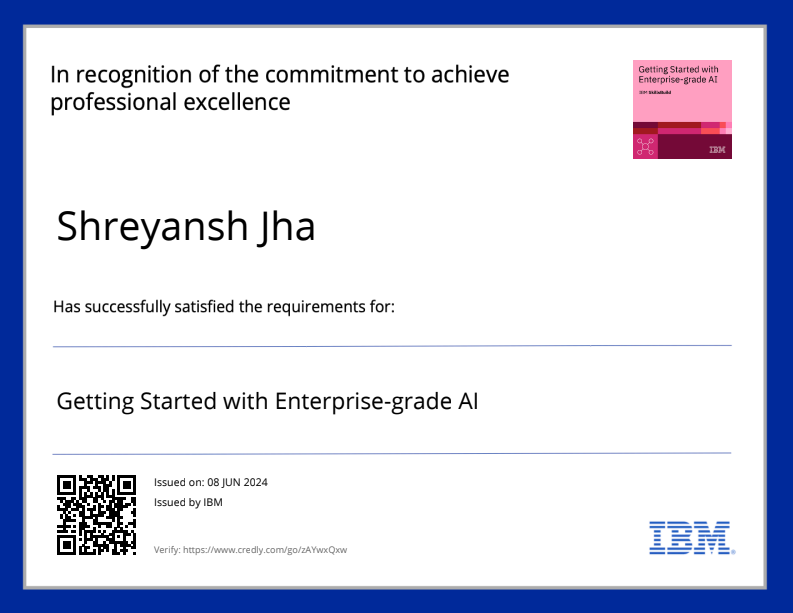 In recognition of the commitment to achieve
professional excellence
Getting Started with
Enterprise-grade AI
IBM SkillsBuild
IBM
Shreyansh Jha
Has successfully satisfied the requirements for:
Getting Started with Enterprise-grade AI
Issued on: 08 JUN 2024
Issued by IBM
Verify: https://www.credly.com/go/zAYwxQxw
IBM®